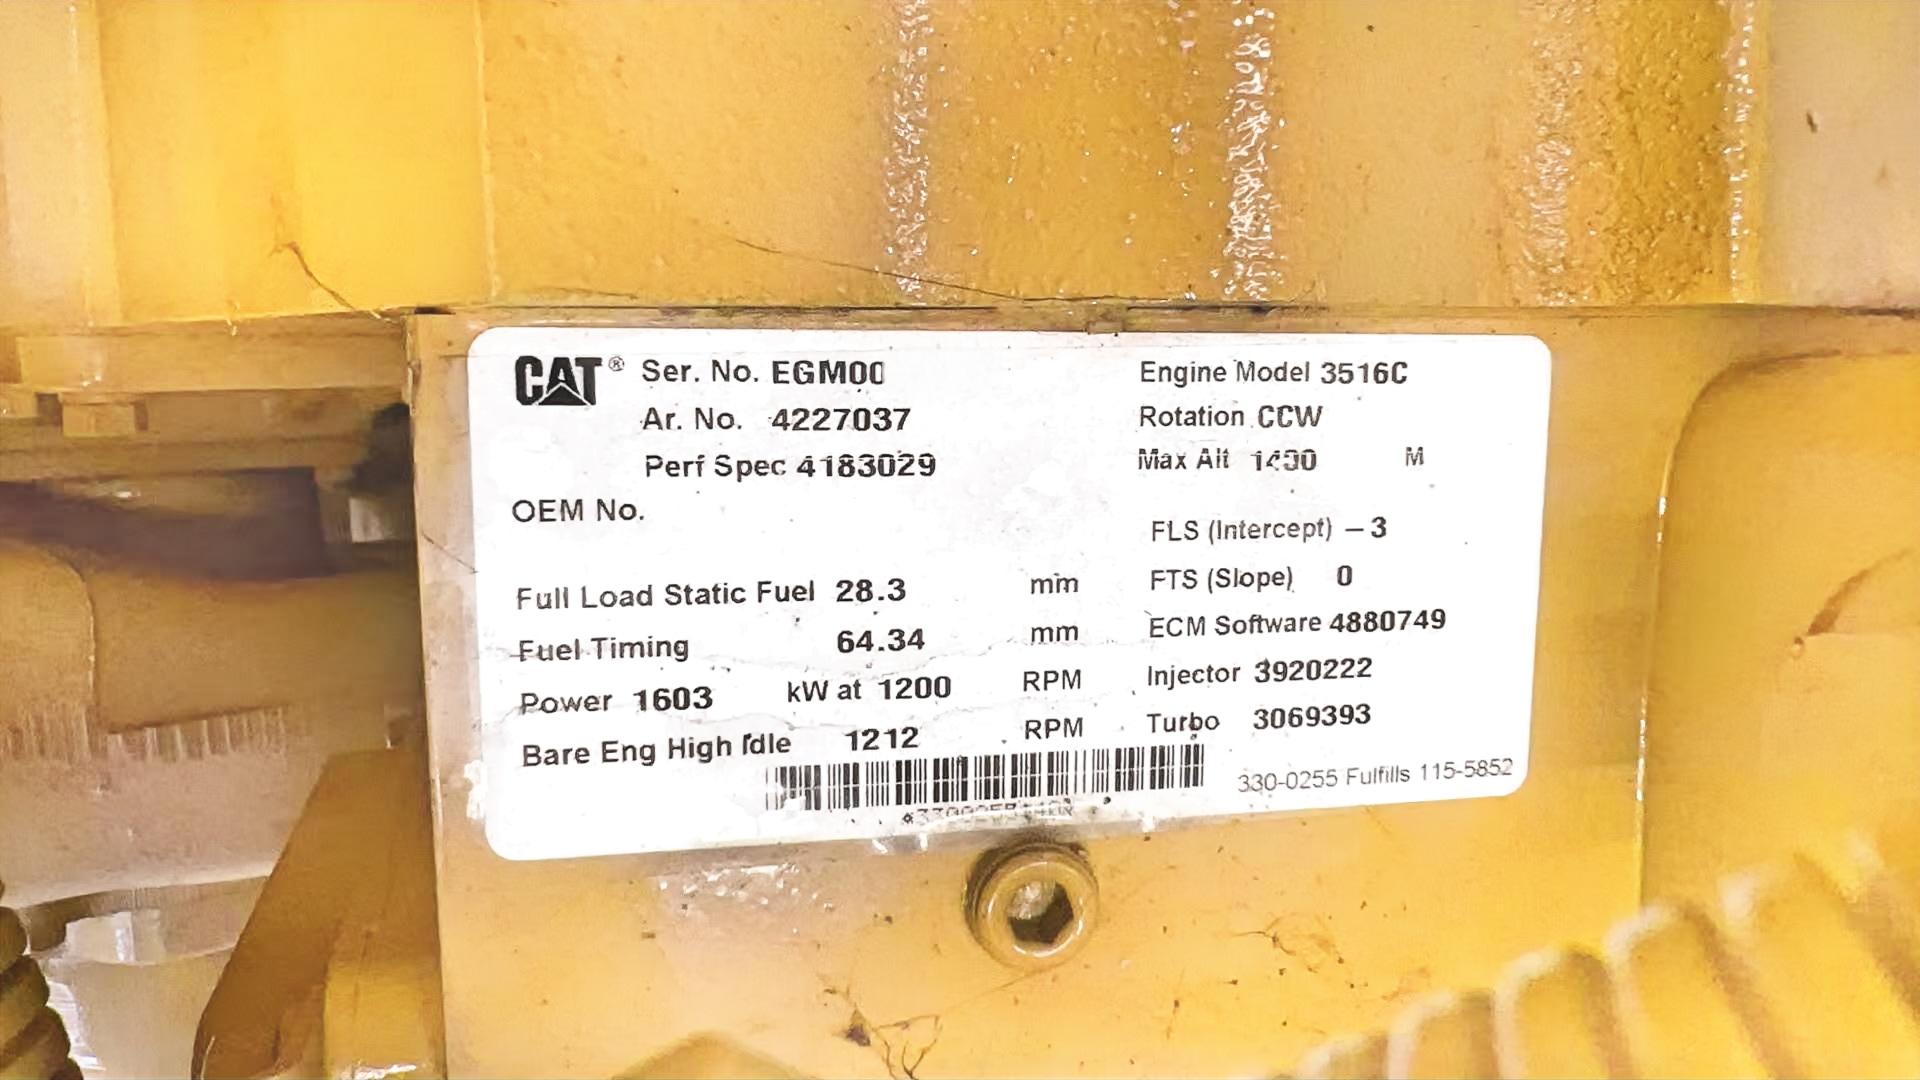 CAT® Ser. No. EGM00 Engine Model 3516C
Ar. No. 4227037 Rotation CCW
Perf Spec 4183029 Max Alt M
OEM No.
FLS (Intercept) – 3
Full Load Static Fuel 28.3 mm FTS (Slope) 0
Fuel Timing 64.34 mm ECM Software 4880749
Power 1603 kW at 1200 RPM Injector 3920222
Bare Eng High Idle 1212 RPM Turbo 3069393
330-0255 Fulfills 115-5852